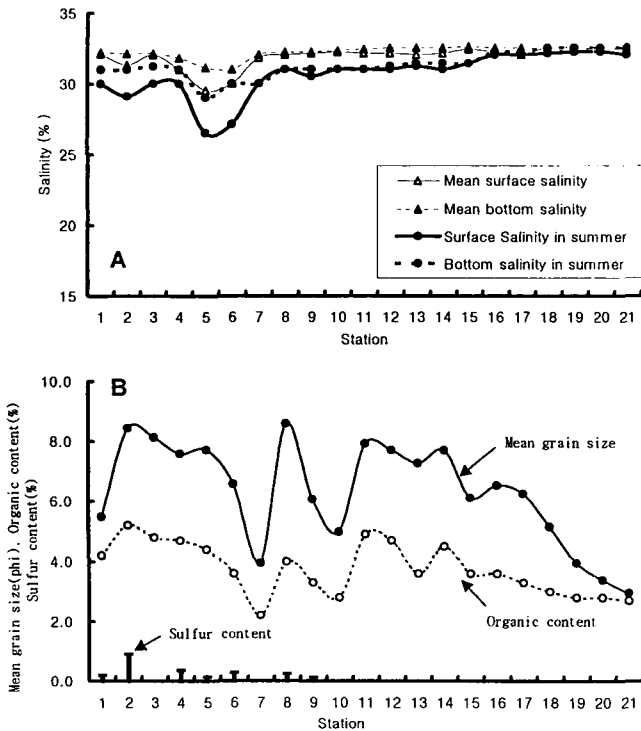 35
30
25
20
15
Salinity (%)
Mean surface salinity
Mean bottom salinity
Surface Salinity in summer
Bottom salinity in summer
A
1 2 3 4 5 6 7 8 9 10 11 12 13 14 15 16 17 18 19 20 21
Station
B
10.0
8.0
6.0
4.0
2.0
0.0
Mean grain size(phi), Organic content(%)
Sulfur content(%)
Mean grain size
Organic content
Sulfur content
1 2 3 4 5 6 7 8 9 10 11 12 13 14 15 16 17 18 19 20 21
Station